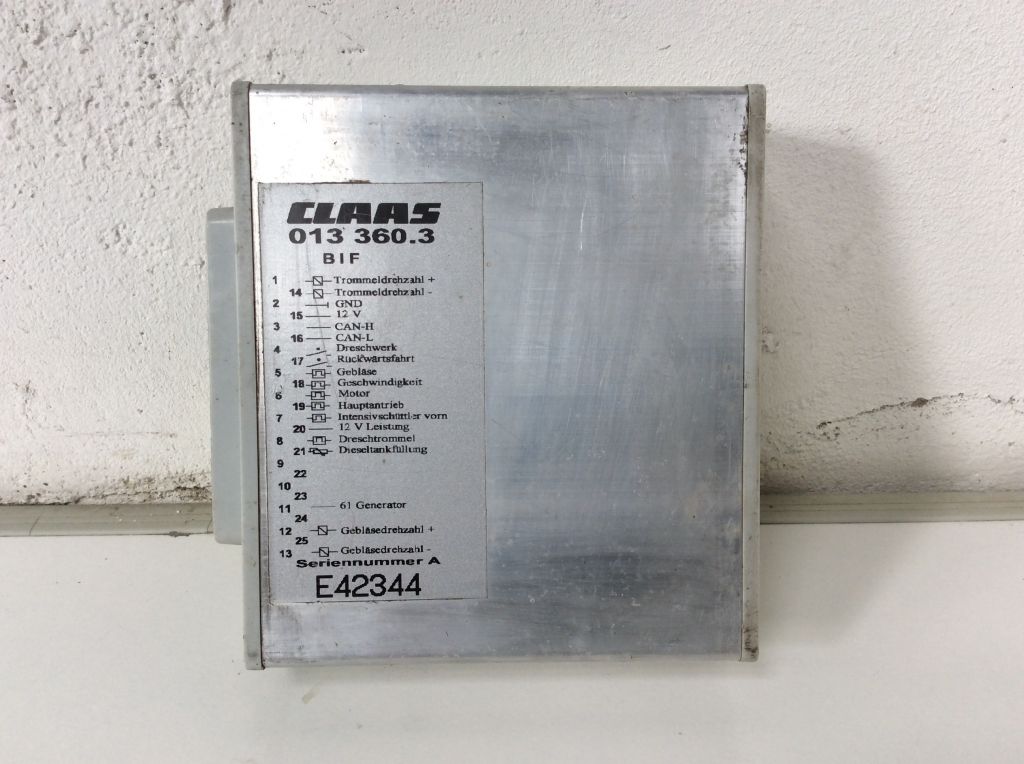 CLAAS
013 360.3
BIF
1 Trommeldrehzahl +
14 Trommeldrehzahl -
2 GND
15 12 V
3 CAN-H
16 CAN-L
4 Dreschwerk
17 Rückwärtsfahrt
5 Gebläse
18 Geschwindigkeit
6 Motor
19 Hauptantrieb
7 Intensivschüttler vorn
20 12 V Leistung
8 Dreschtrommel
21 Dieseltankfüllung
9
22
10
23
11 61 Generator
24
12 Gebläsedrehzahl +
25
13 Gebläsedrehzahl -
Seriennummer A
E42344